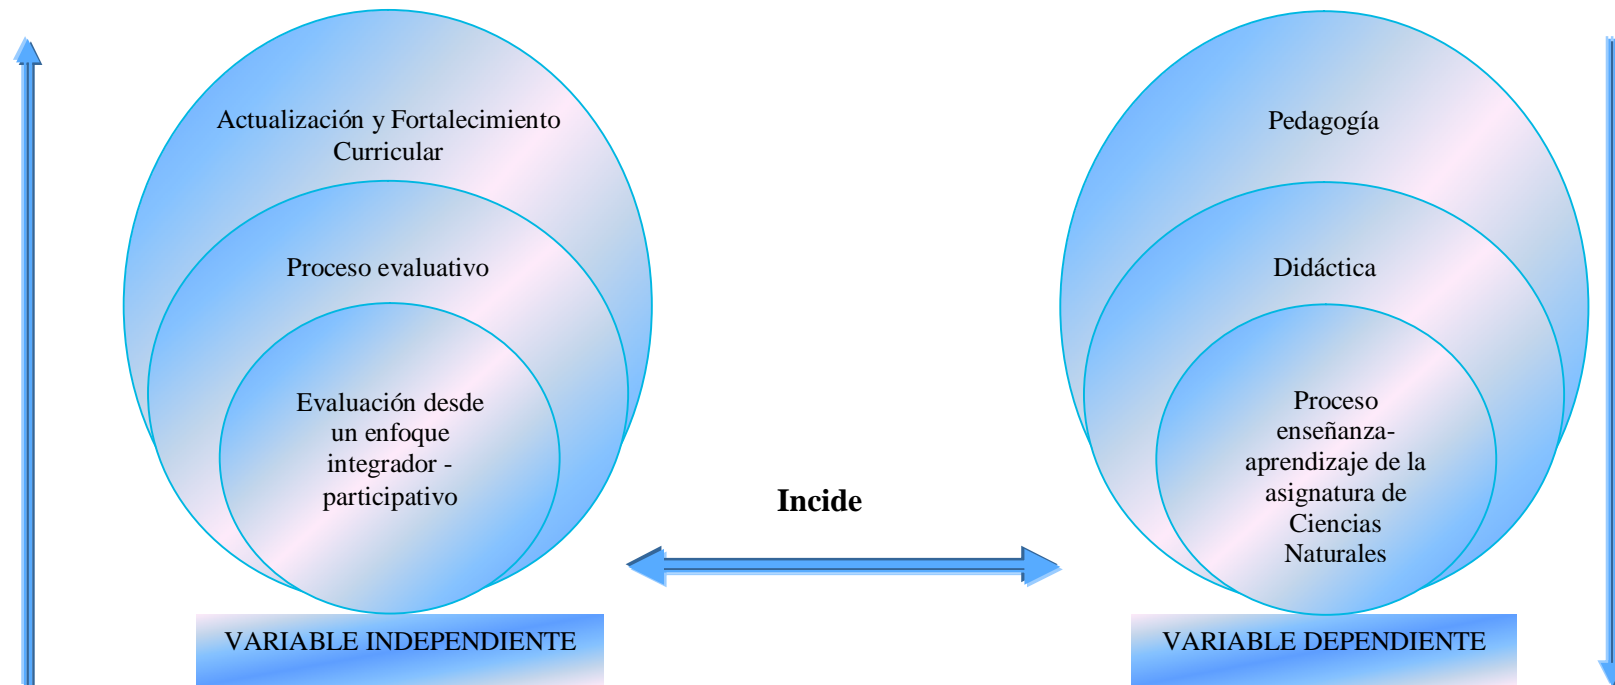 Actualización y Fortalecimiento
Curricular
Proceso evaluativo
Evaluación desde
un enfoque
integrador -
participativo
VARIABLE INDEPENDIENTE
Incide
Pedagogía
Didáctica
Proceso
enseñanza-
aprendizaje de la
asignatura de
Ciencias
Naturales
VARIABLE DEPENDIENTE